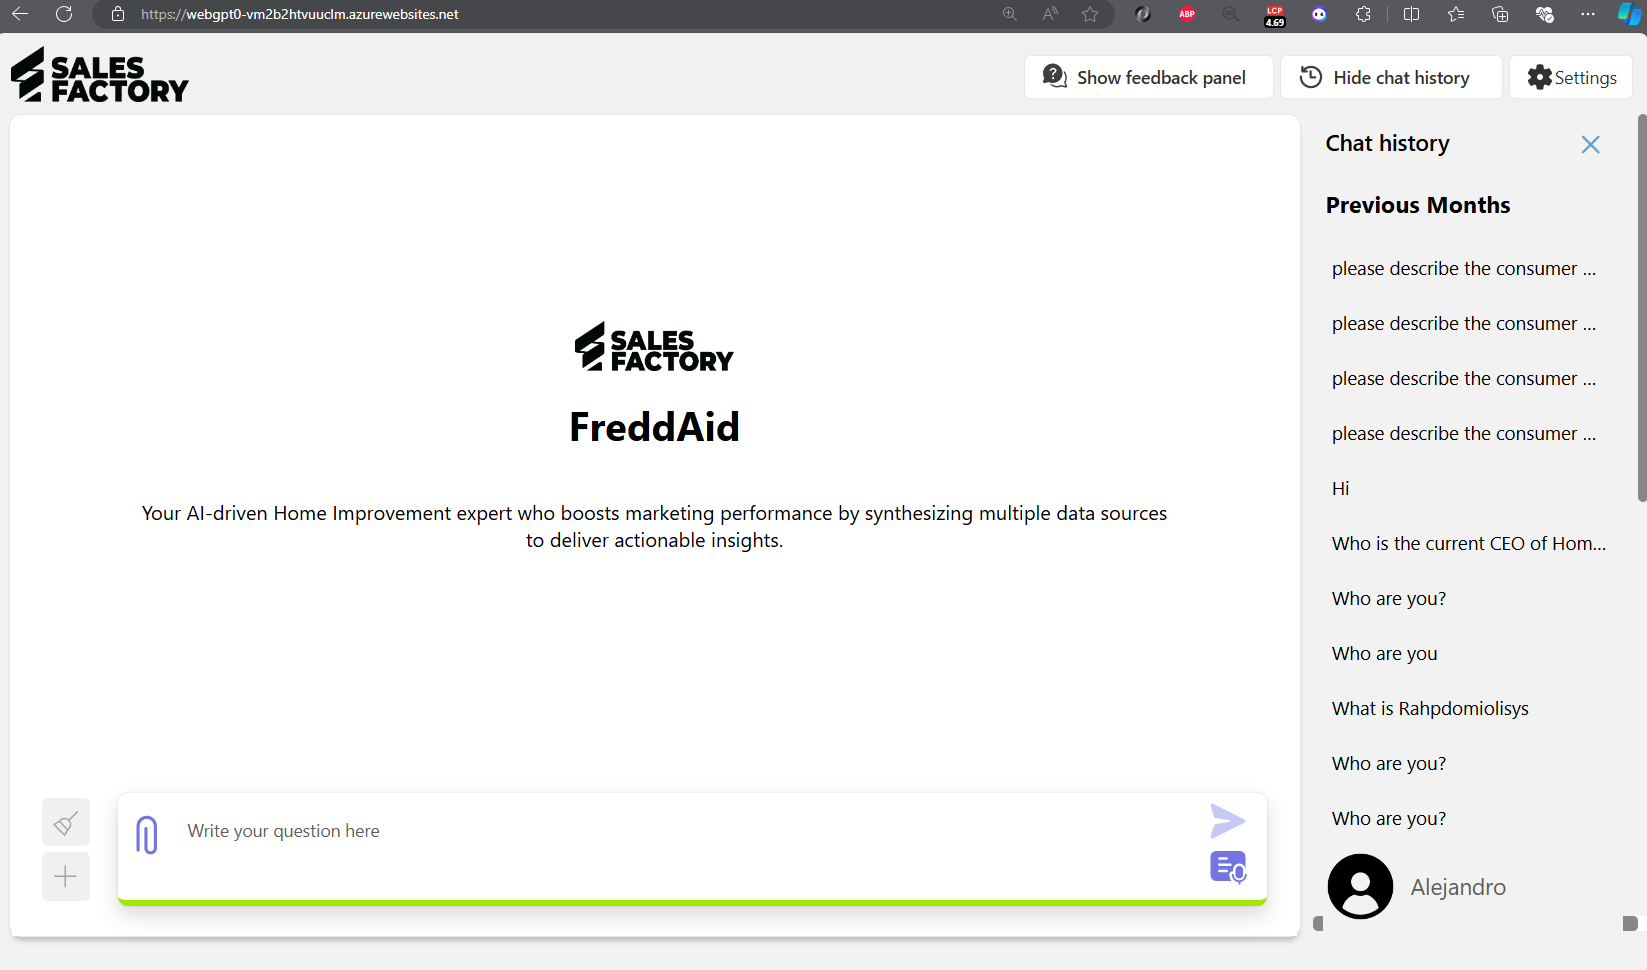 https://webgpt0-vm2b2htvuuclm.azurewebsites.net
ABP
LCP
4.69
SALES
FACTORY
Show feedback panel
Hide chat history
Settings
SALES
FACTORY
FreddAid
Your AI-driven Home Improvement expert who boosts marketing performance by synthesizing multiple data sources
to deliver actionable insights.
Write your question here
Chat history
Previous Months
please describe the consumer ...
please describe the consumer ...
please describe the consumer ...
please describe the consumer ...
Hi
Who is the current CEO of Hom...
Who are you?
Who are you
What is Rahpdomiolisys
Who are you?
Who are you?
Alejandro